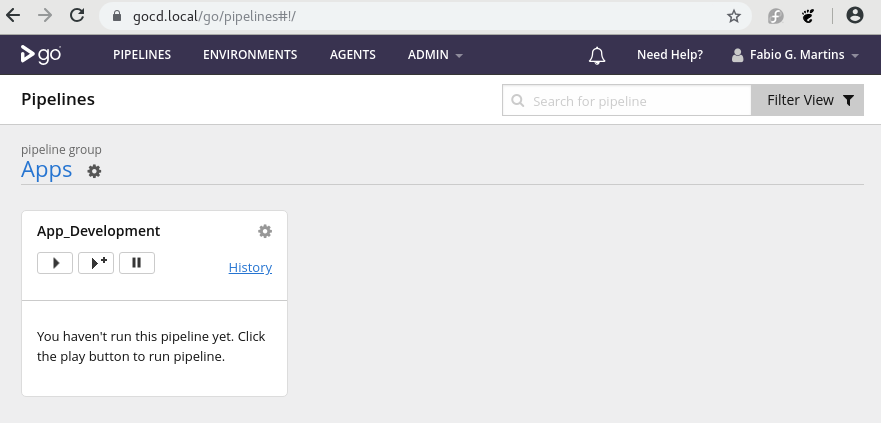 gocd.local/go/pipelines#!/
go PIPELINES ENVIRONMENTS AGENTS ADMIN Need Help? Fabio G. Martins
Pipelines Search for pipeline Filter View
pipeline group
Apps
App_Development
History
You haven't run this pipeline yet. Click
the play button to run pipeline.